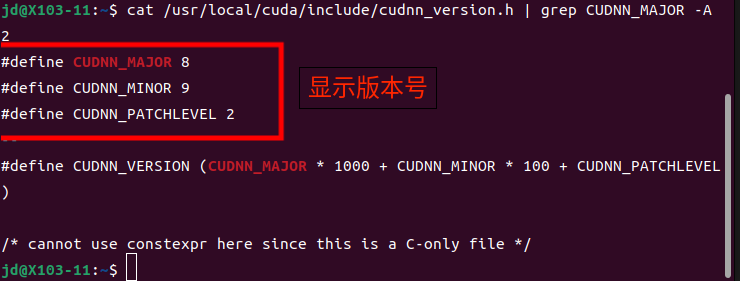 jd@X103-11:~$ cat /usr/local/cuda/include/cudnn_version.h | grep CUDNN_MAJOR -A
2
#define CUDNN_MAJOR 8
#define CUDNN_MINOR 9
显示版本号
#define CUDNN_PATCHLEVEL 2
--
#define CUDNN_VERSION (CUDNN_MAJOR * 1000 + CUDNN_MINOR * 100 + CUDNN_PATCHLEVEL
)
/* cannot use constexpr here since this is a C-only file */
jd@X103-11:~$